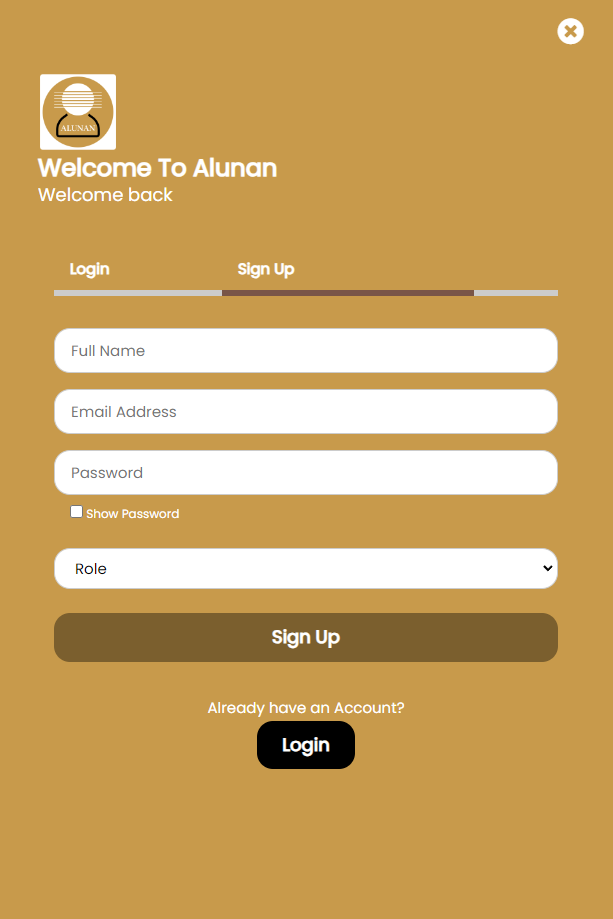 ALUNAN
Welcome To Alunan
Welcome back
Login Sign Up
Full Name
Email Address
Password
Show Password
Role
Sign Up
Already have an Account?
Login